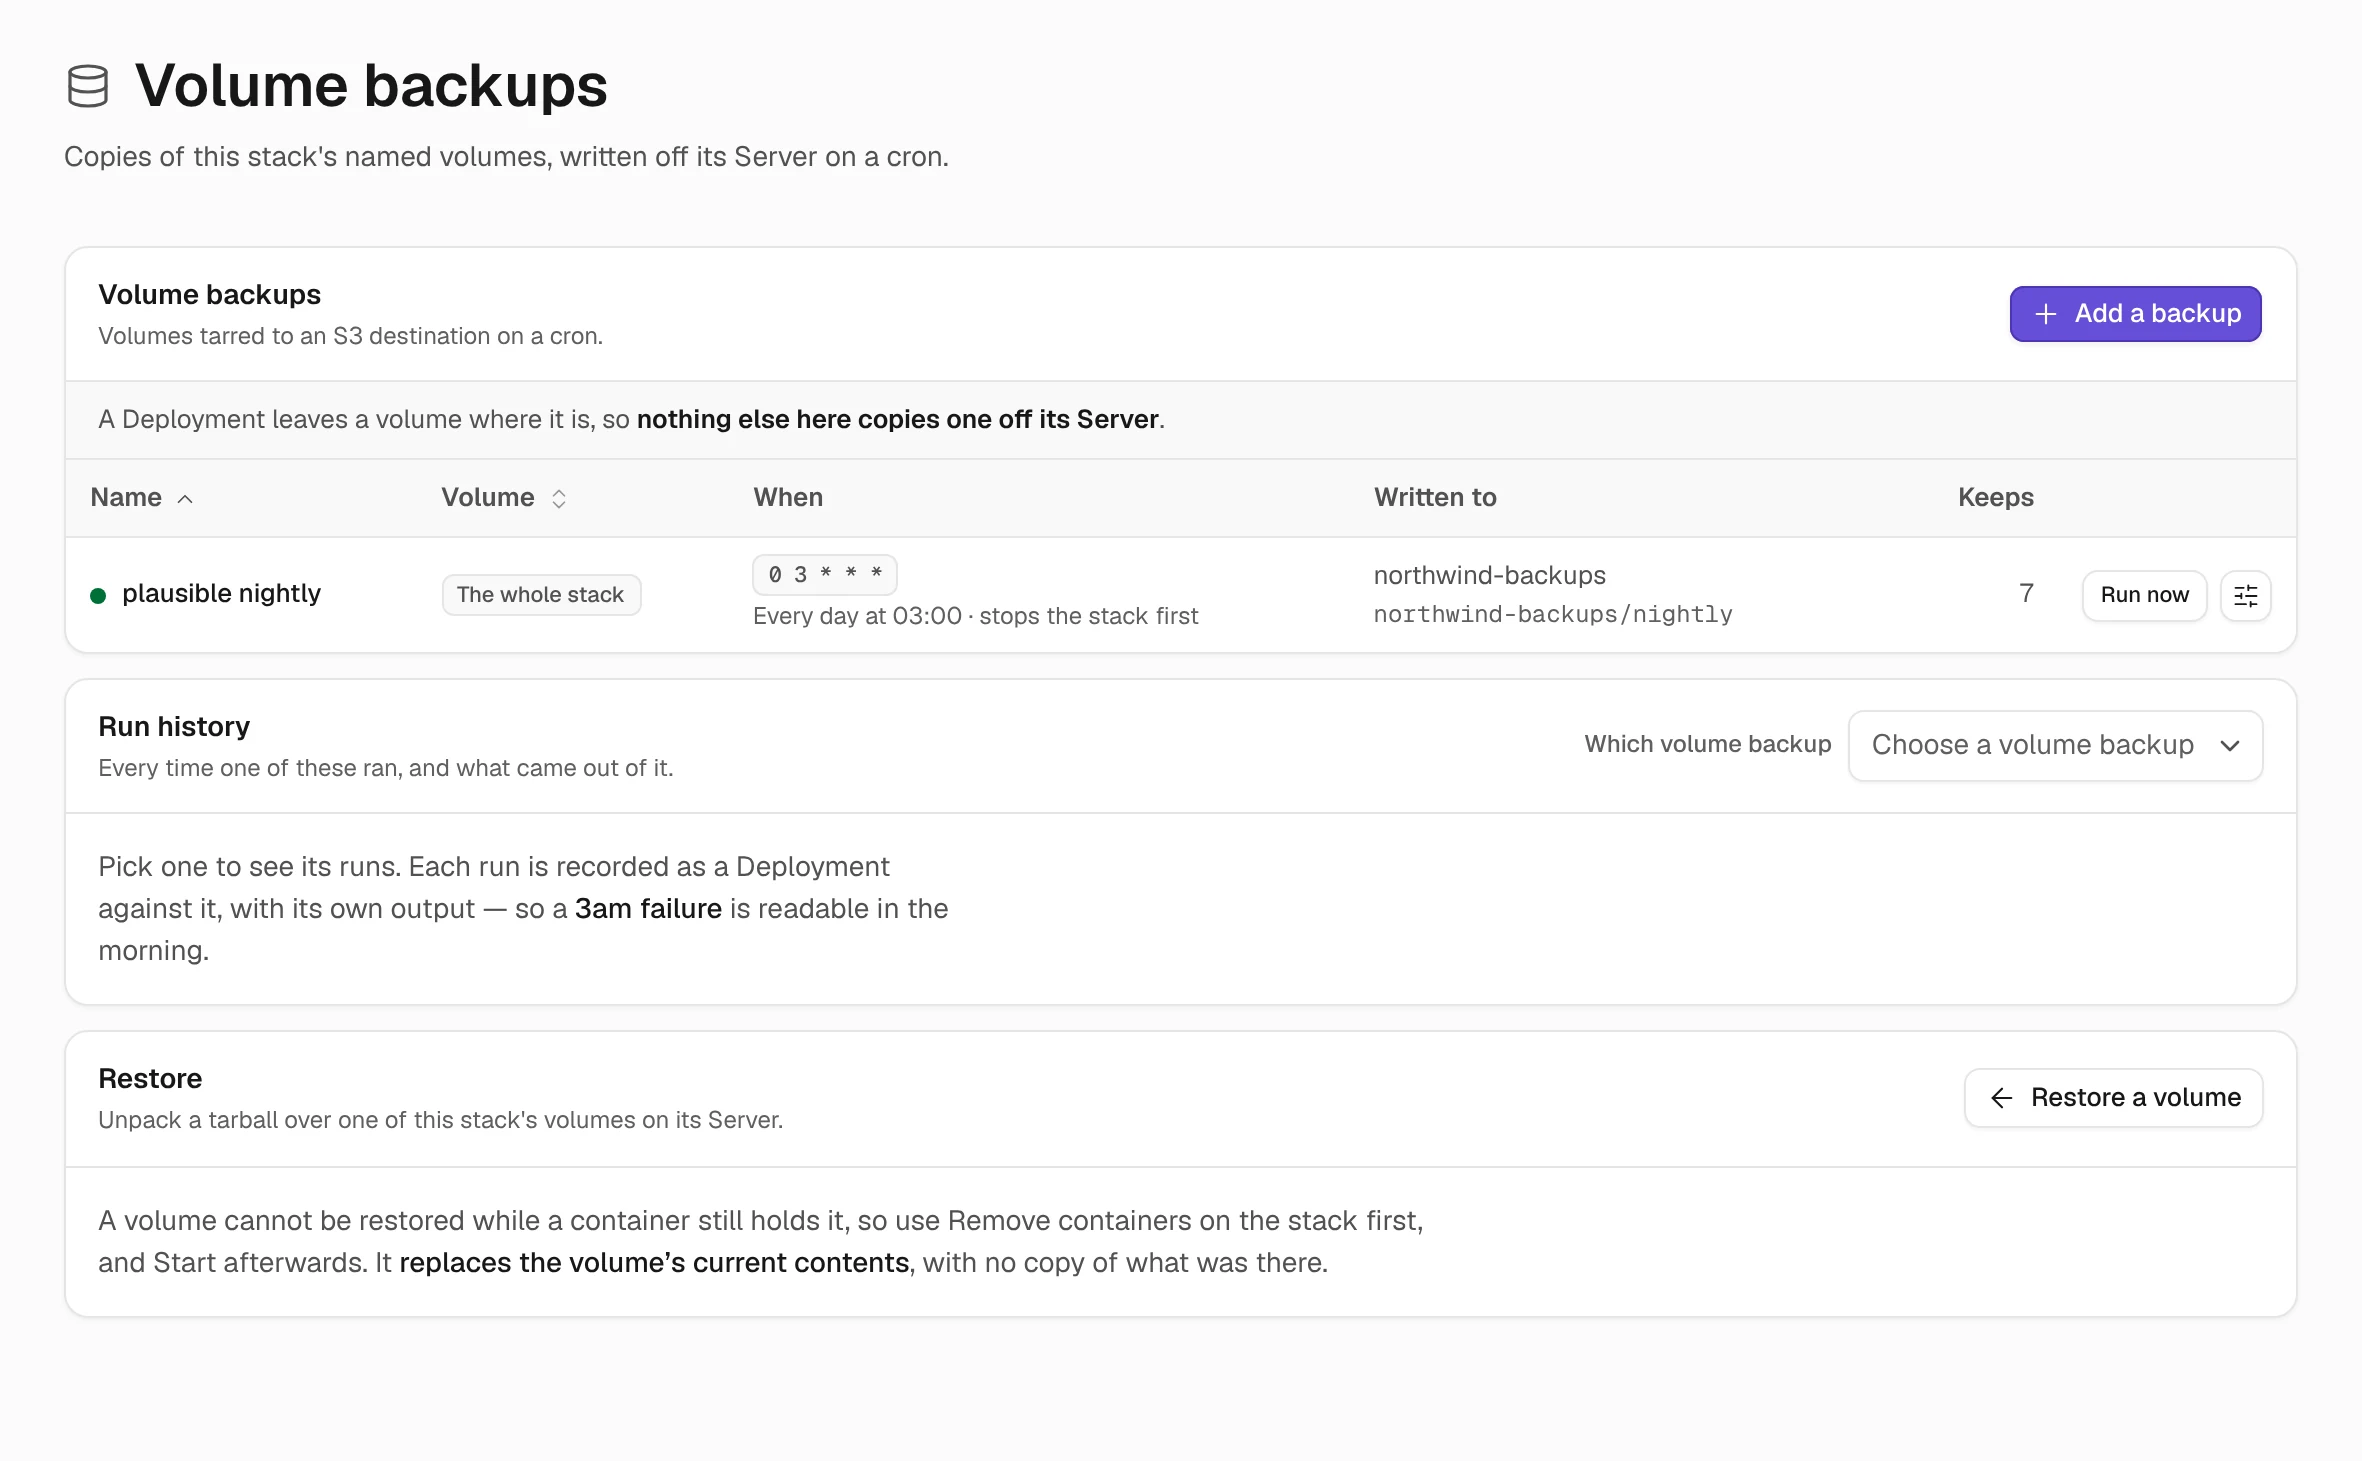 Volume backups
Copies of this stack's named volumes, written off its Server on a cron.
Volume backups
Volumes tarred to an S3 destination on a cron.
Add a backup
A Deployment leaves a volume where it is, so nothing else here copies one off its Server.
Name Volume When Written to Keeps
plausible nightly
The whole stack
0 3 * * *
Every day at 03:00 · stops the stack first
northwind-backups
northwind-backups/nightly
7
Run now
Run history
Every time one of these ran, and what came out of it.
Which volume backup
Choose a volume backup
Pick one to see its runs. Each run is recorded as a Deployment
against it, with its own output — so a 3am failure is readable in the
morning.
Restore
Unpack a tarball over one of this stack's volumes on its Server.
Restore a volume
A volume cannot be restored while a container still holds it, so use Remove containers on the stack first,
and Start afterwards. It replaces the volume’s current contents, with no copy of what was there.